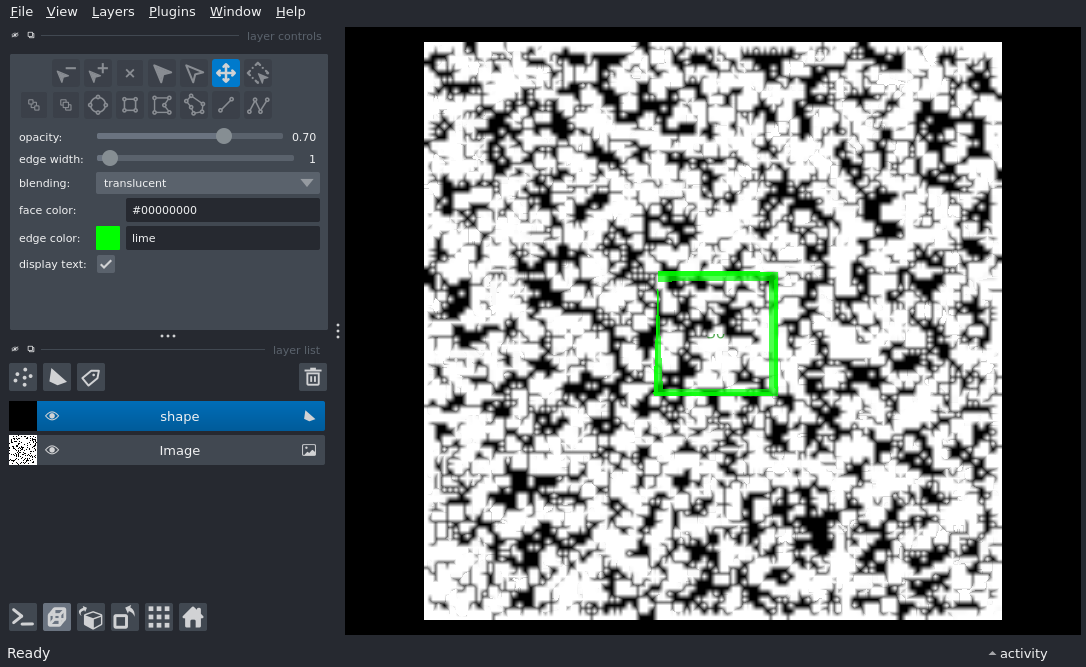 File View Layers Plugins Window Help
layer controls
opacity: 0.70
edge width: 1
blending: translucent
face color: #00000000
edge color: lime
display text:
layer list
shape
Image
Ready
activity